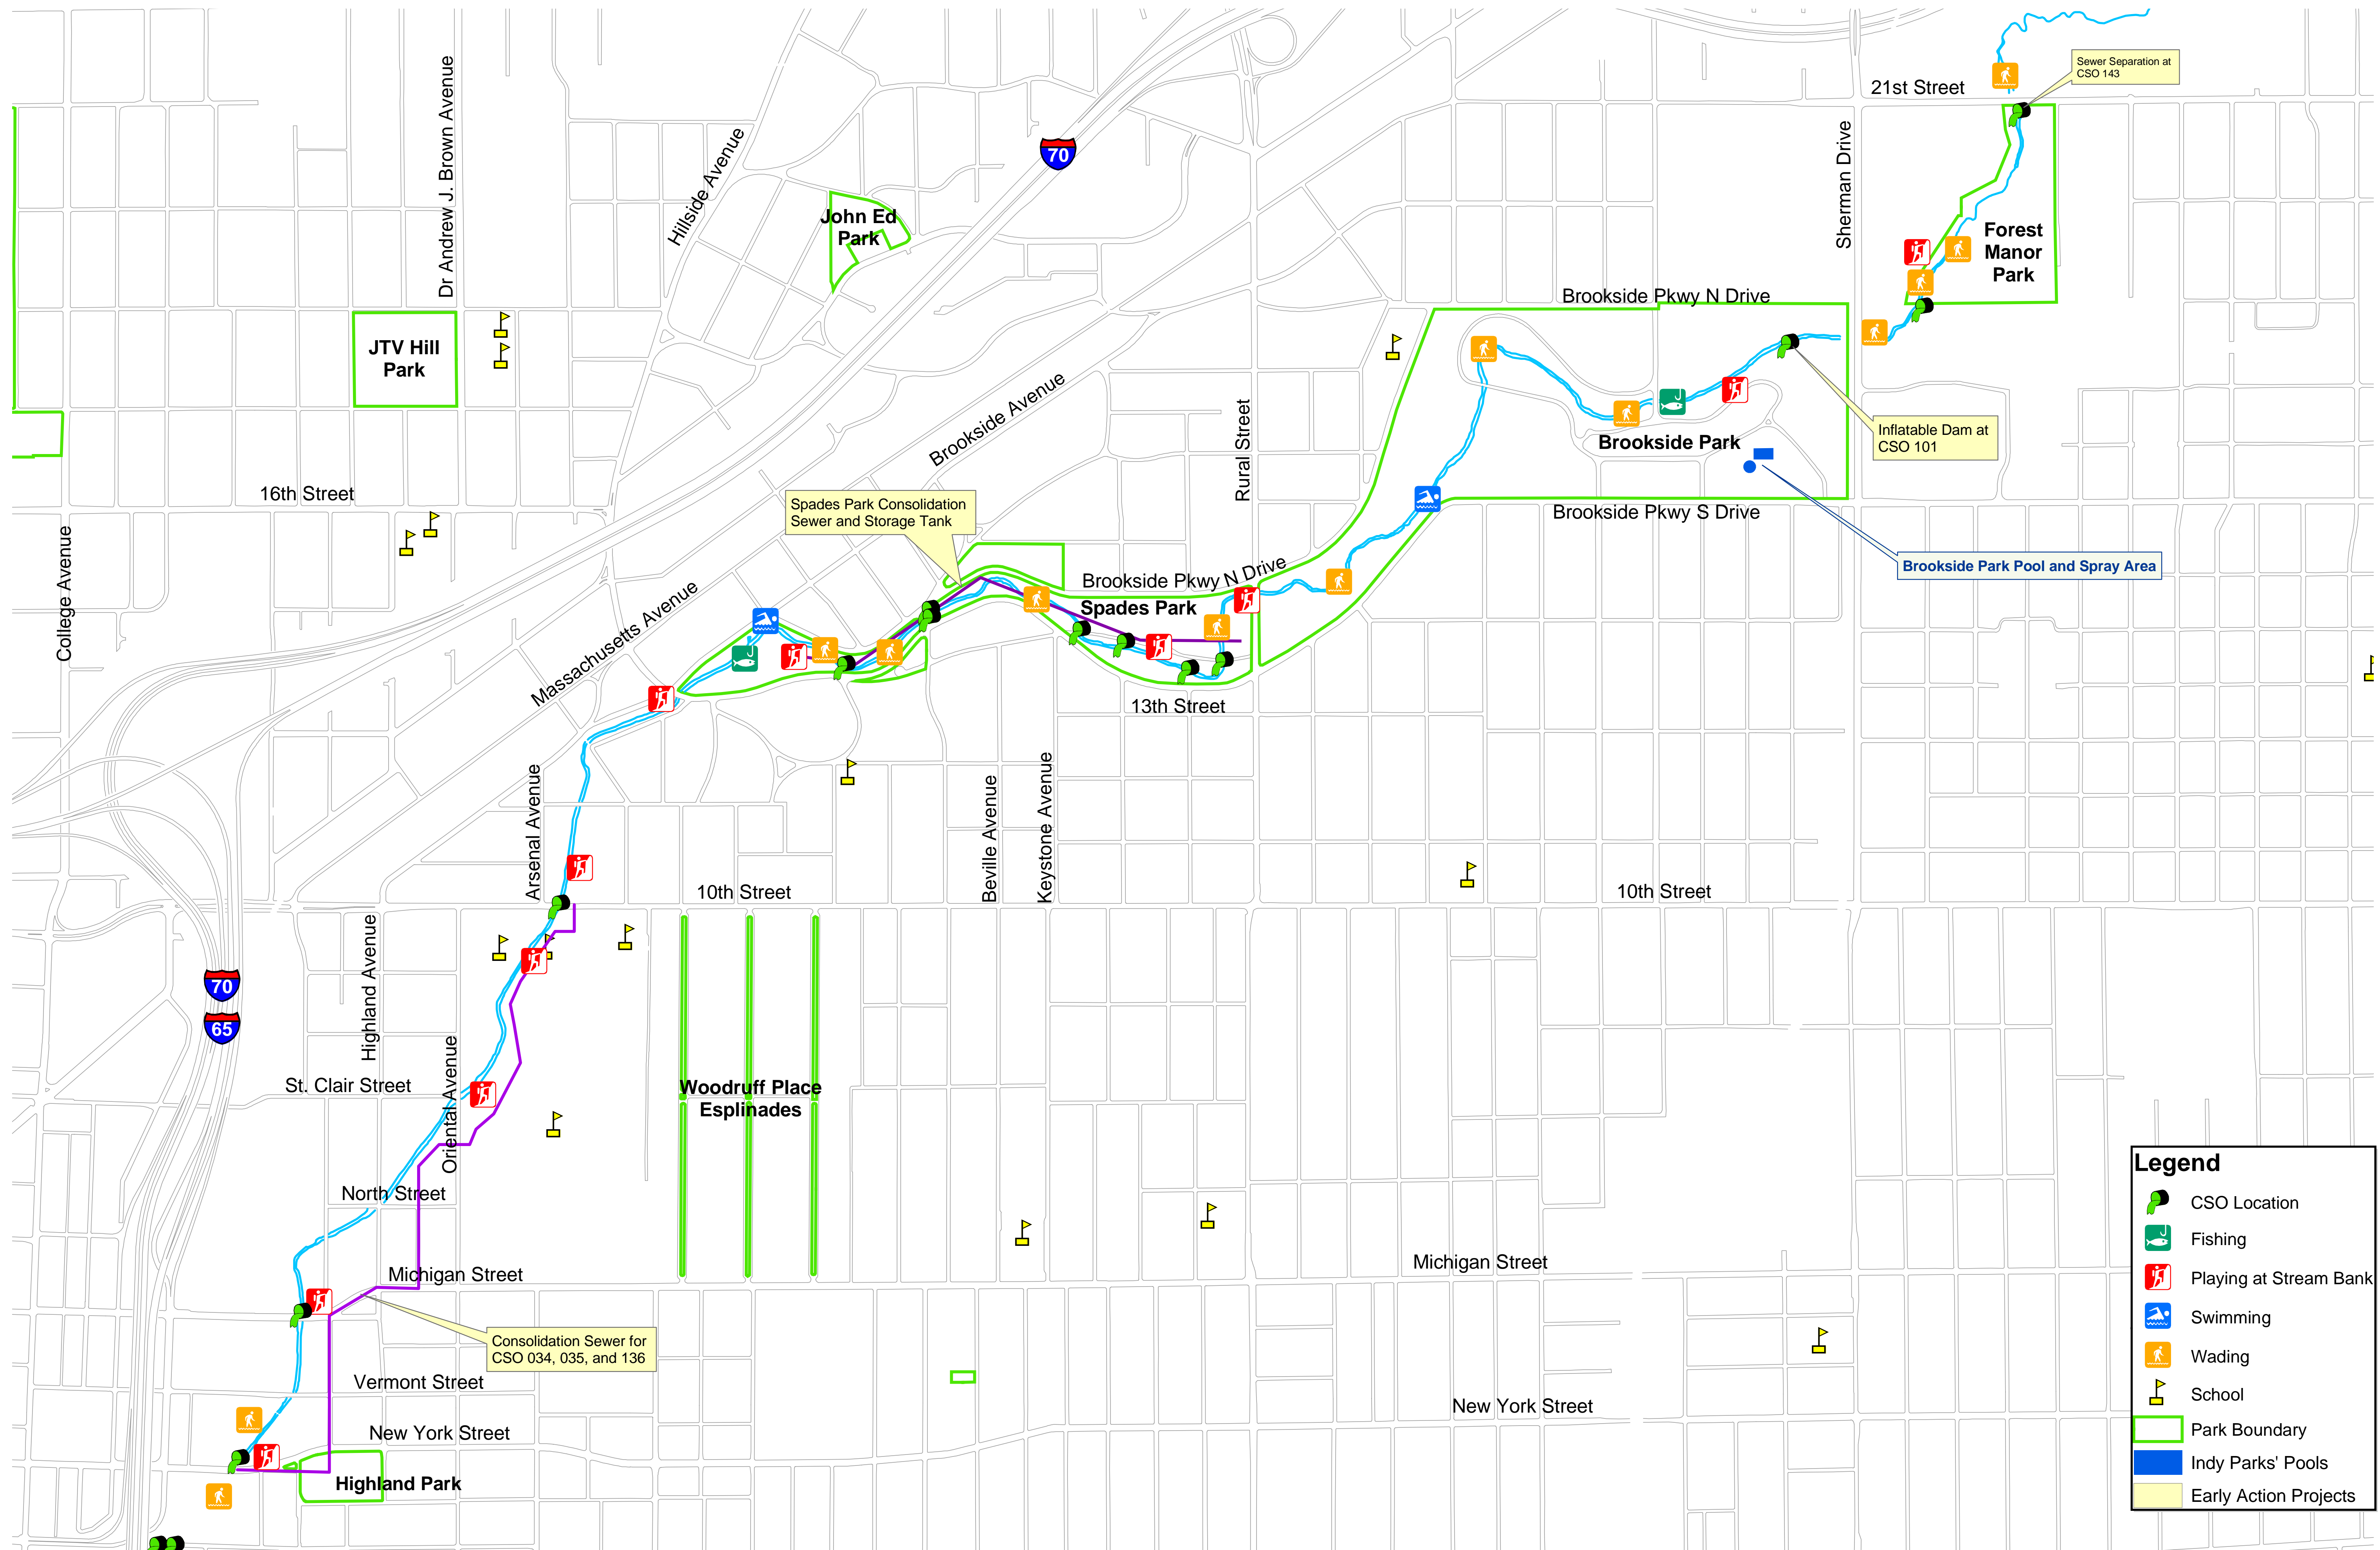 Sewer Separation at
CSO 143
21st Street
Dr Andrew J. Brown Avenue
Hillside Avenue
70
Sherman Drive
John Ed
Park
Forest
Manor
Park
Brookside Pkwy N Drive
JTV Hill
Park
Brookside Avenue
Rural Street
Inflatable Dam at
CSO 101
Brookside Park
16th Street
Spades Park Consolidation
Sewer and Storage Tank
Brookside Pkwy S Drive
College Avenue
Massachusetts Avenue
Brookside Pkwy N Drive
Brookside Park Pool and Spray Area
Spades Park
13th Street
Arsenal Avenue
Beville Avenue
Keystone Avenue
10th Street
10th Street
Highland Avenue
70
65
Oriental Avenue
St. Clair Street
Woodruff Place
Esplinades
North Street
Michigan Street
Michigan Street
Consolidation Sewer for
CSO 034, 035, and 136
Vermont Street
New York Street
New York Street
Highland Park
Legend
CSO Location
Fishing
Playing at Stream Bank
Swimming
Wading
School
Park Boundary
Indy Parks' Pools
Early Action Projects